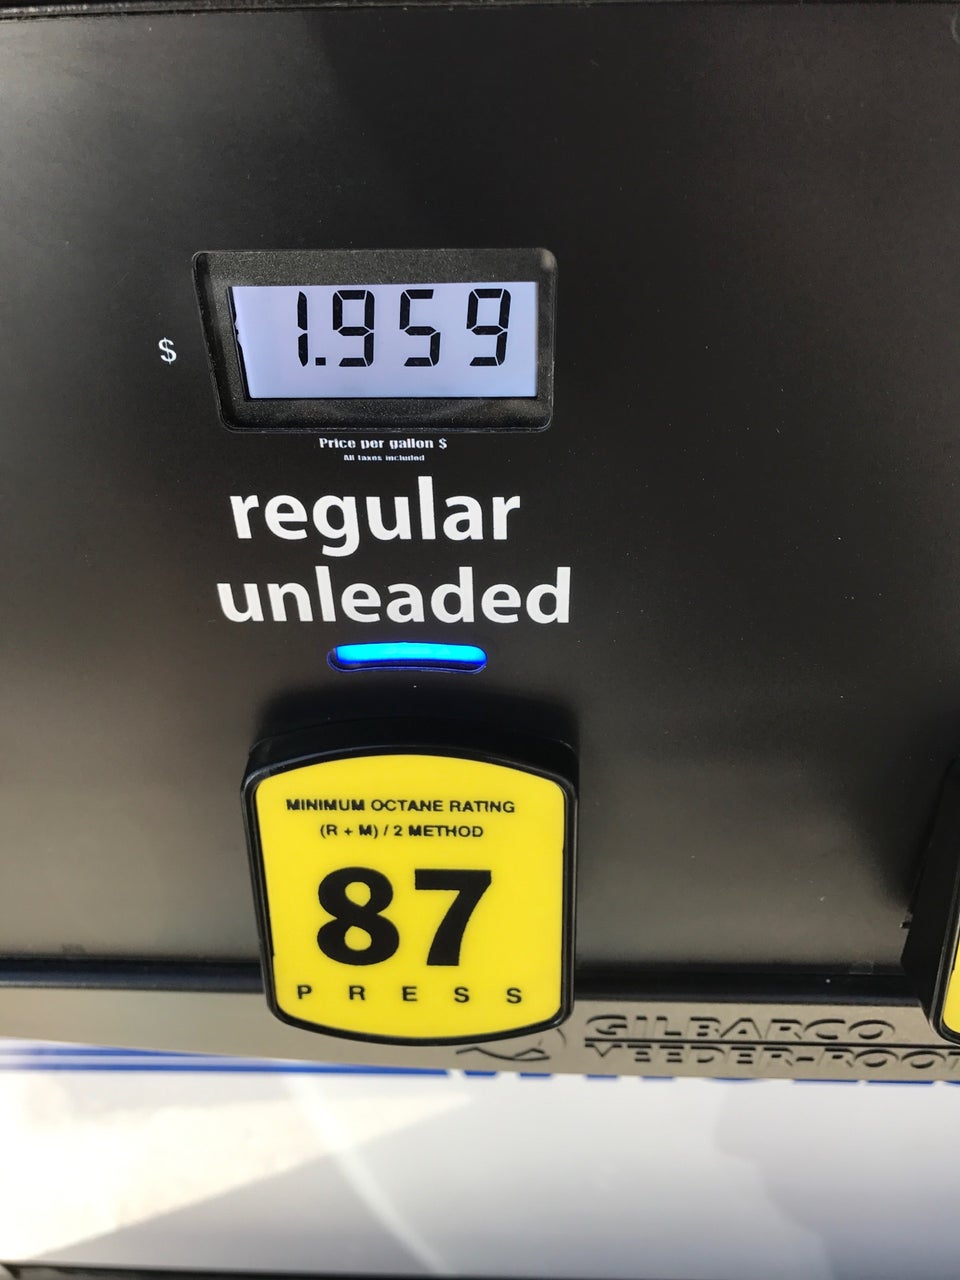 1.959
$
Price per gallon $
All taxes included
regular
unleaded
MINIMUM OCTANE RATING
(R + M) / 2 METHOD
87
PRESS
GILBARCO
VEEDER-ROOT